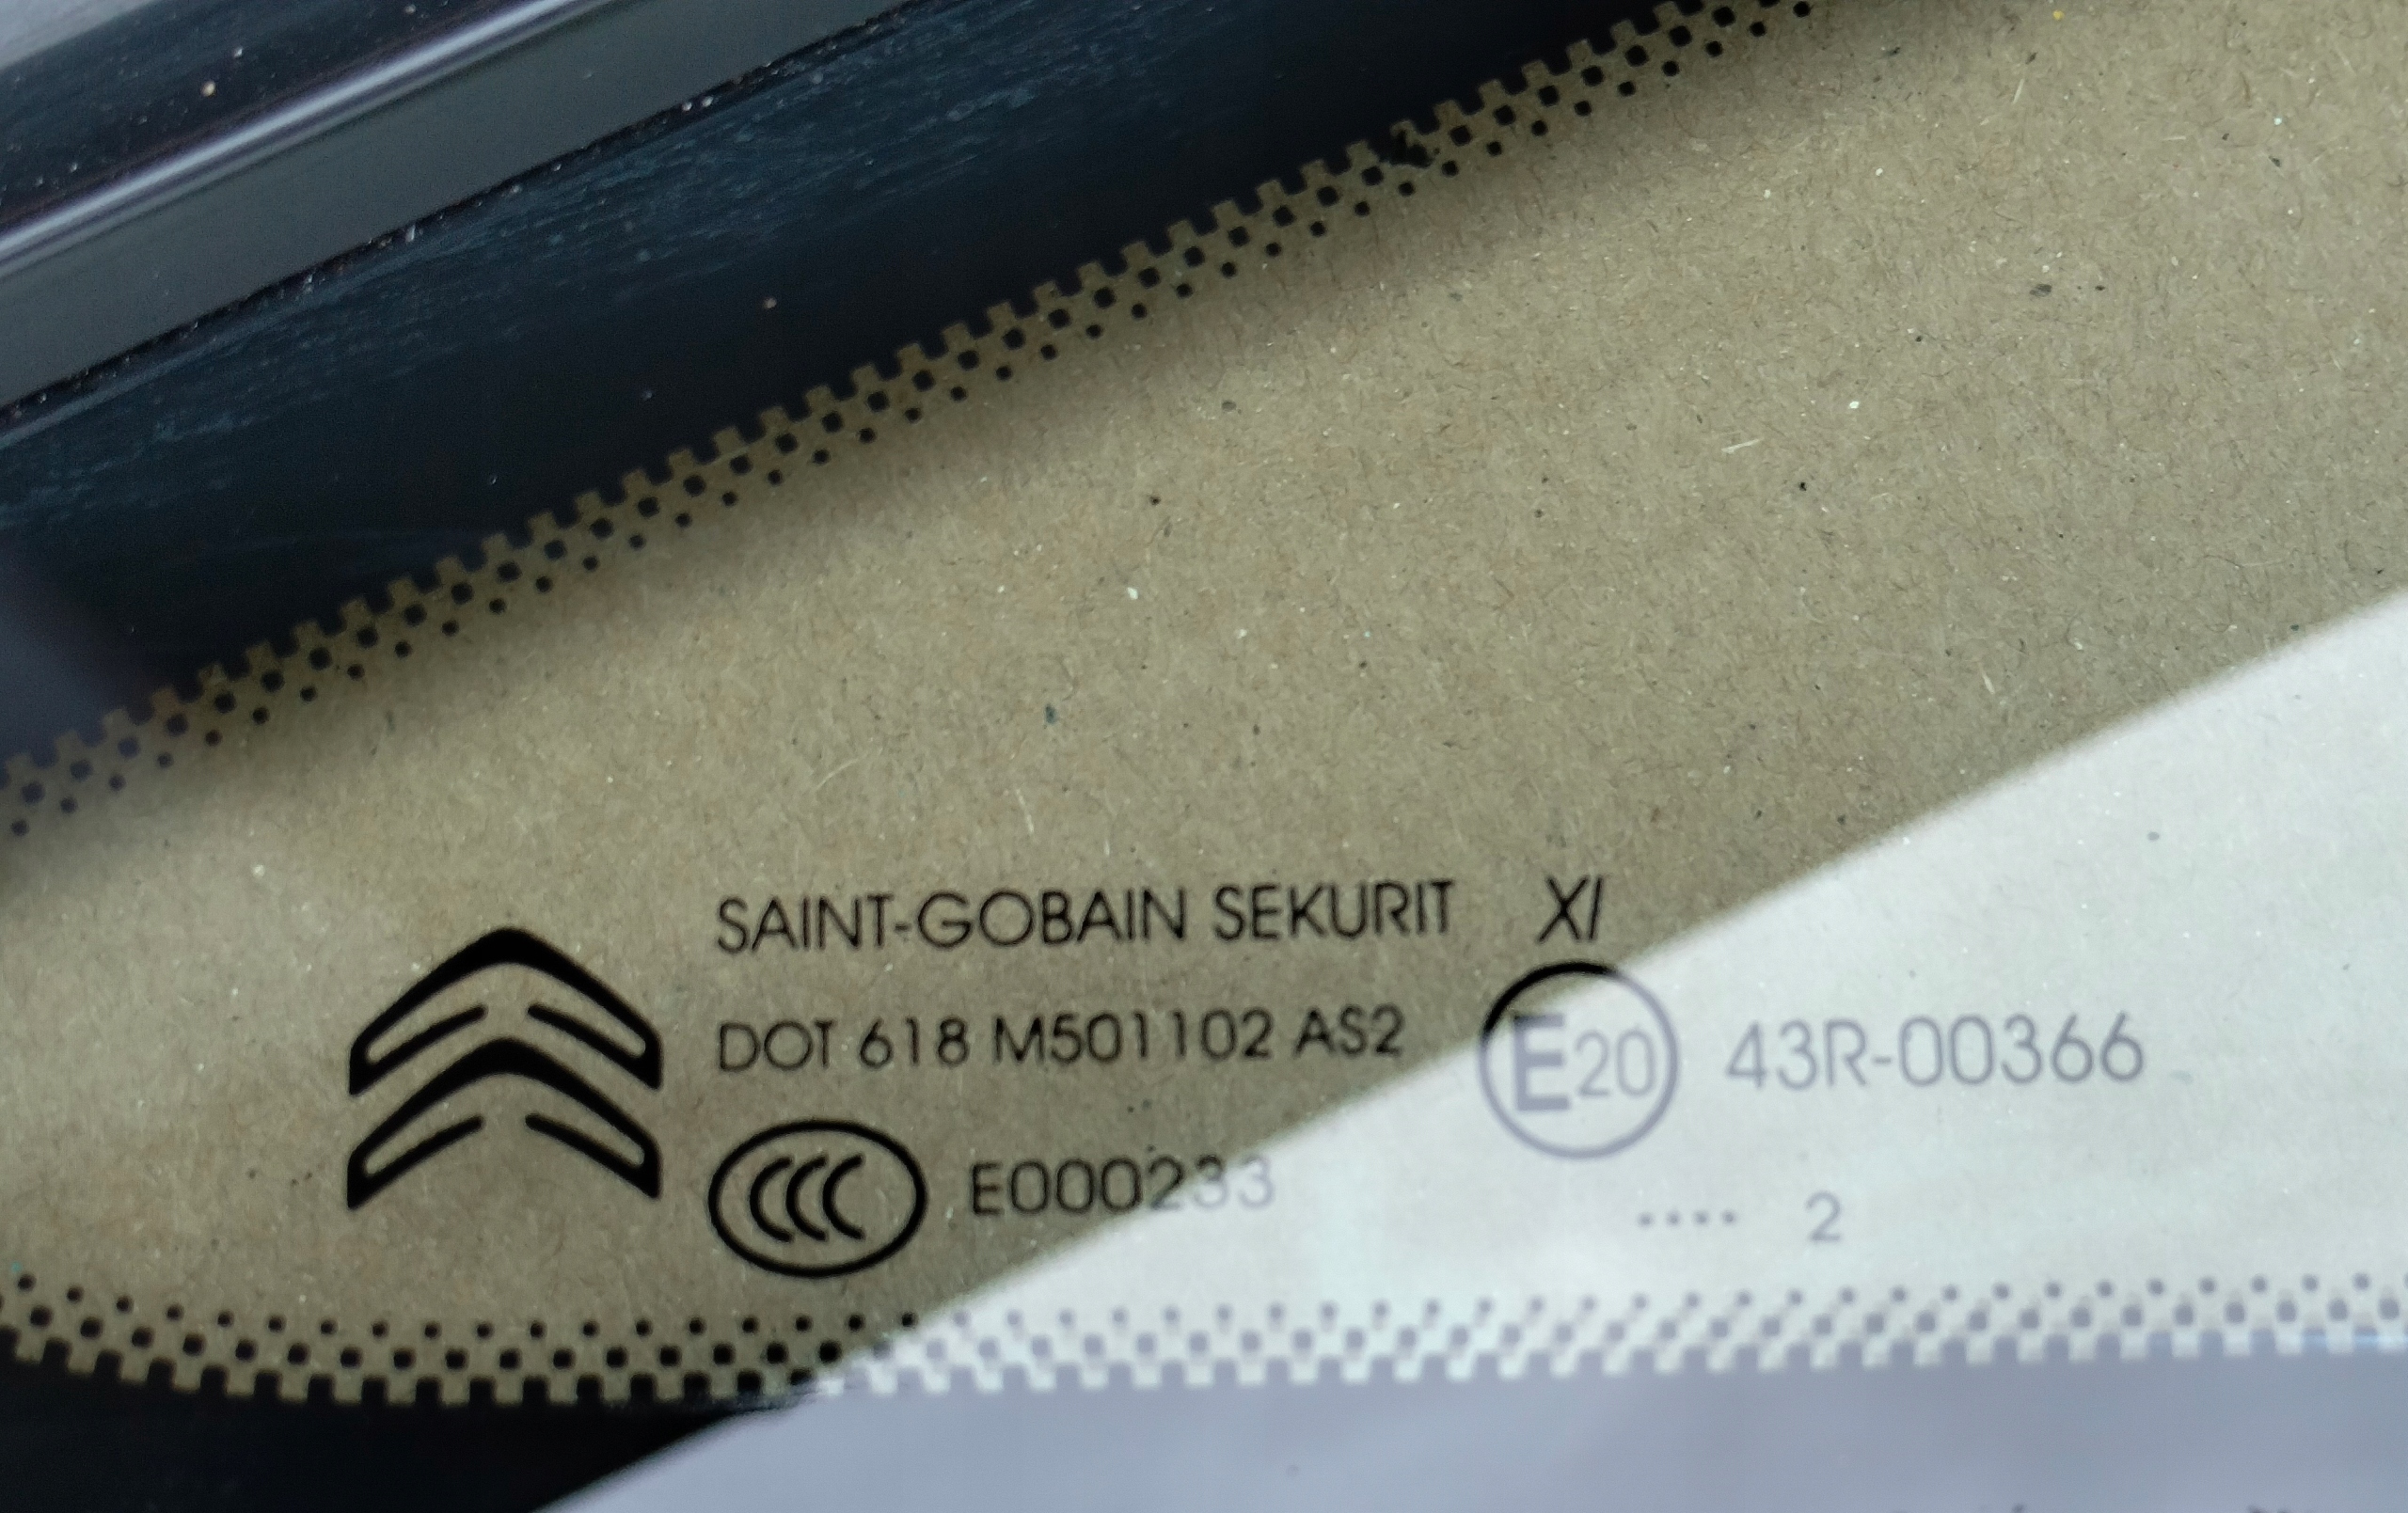 SAINT-GOBAIN SEKURIT XI
DOT 618 M501102 AS2
E20 43R-00366
CCC E000233
.... 2